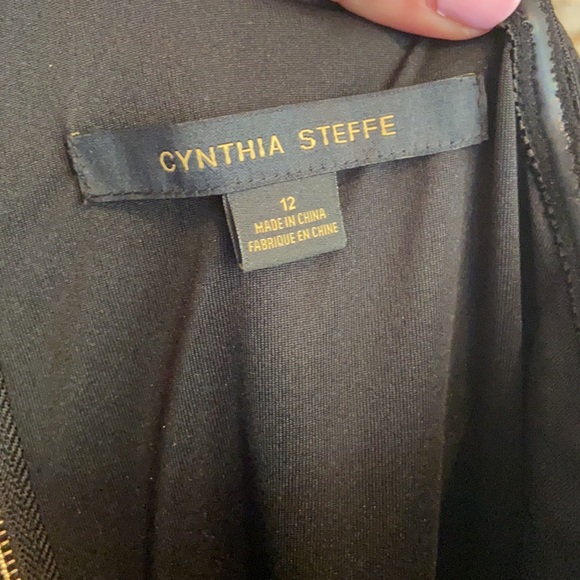 CYNTHIA STEFFE
12
MADE IN CHINA
FABRIQUE EN CHINE